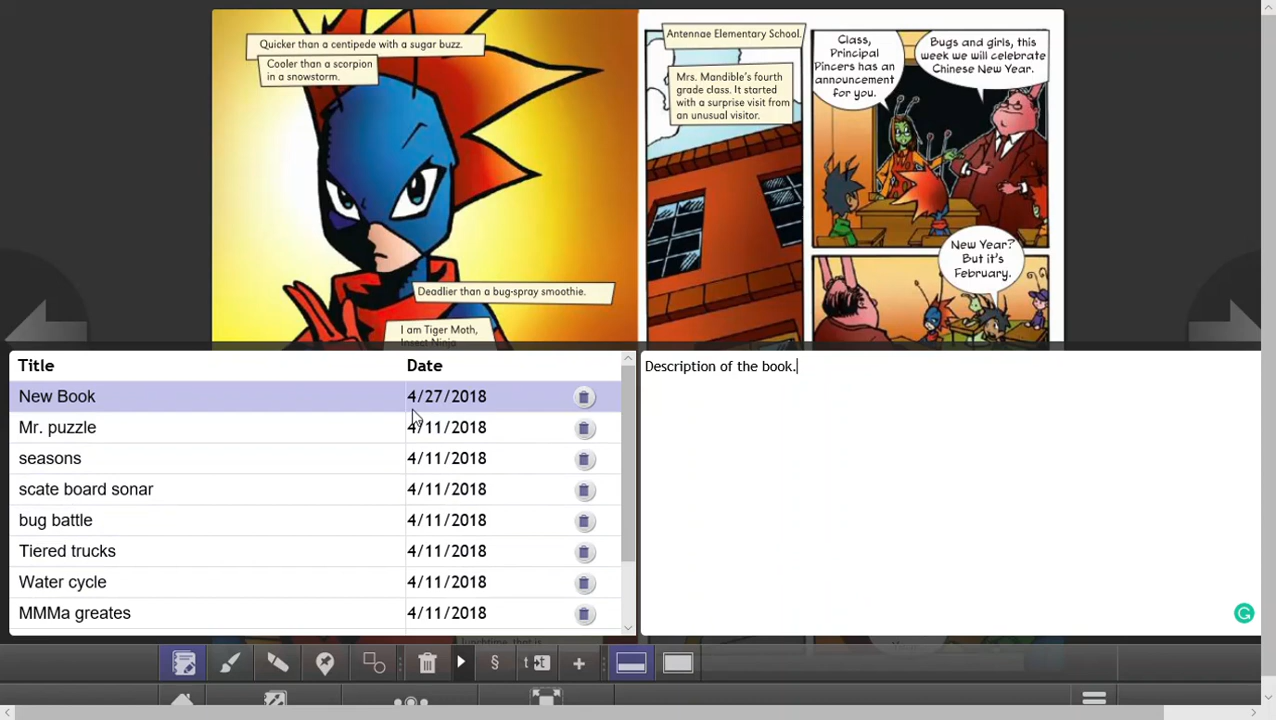 Quicker than a centipede with a sugar buzz.
Cooler than a scorpion
in a snowstorm.
Deadlier than a bug-spray smoothie.
I am Tiger Moth,
Insect Ninja
Antennae Elementary School.
Mrs. Mandible's fourth
grade class. It started
with a surprise visit from
an unusual visitor.
Class,
Principal
Pincers has an
announcement
for you.
Bugs and girls, this
week we will celebrate
Chinese New Year.
New Year?
But it's
February.
Title Date
New Book 4/27/2018
Mr. puzzle 4/11/2018
seasons 4/11/2018
scate board sonar 4/11/2018
bug battle 4/11/2018
Tiered trucks 4/11/2018
Water cycle 4/11/2018
MMMa greates 4/11/2018
Description of the book.
lunchtime, that is
§
t t